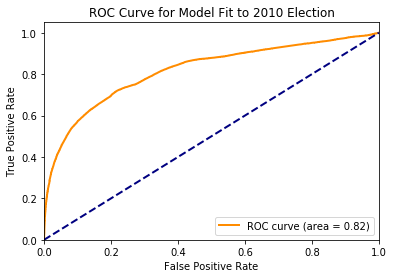 ROC Curve for Model Fit to 2010 Election
1.0
0.8
0.6
0.4
0.2
0.0
True Positive Rate
ROC curve (area = 0.82)
0.0 0.2 0.4 0.6 0.8 1.0
False Positive Rate